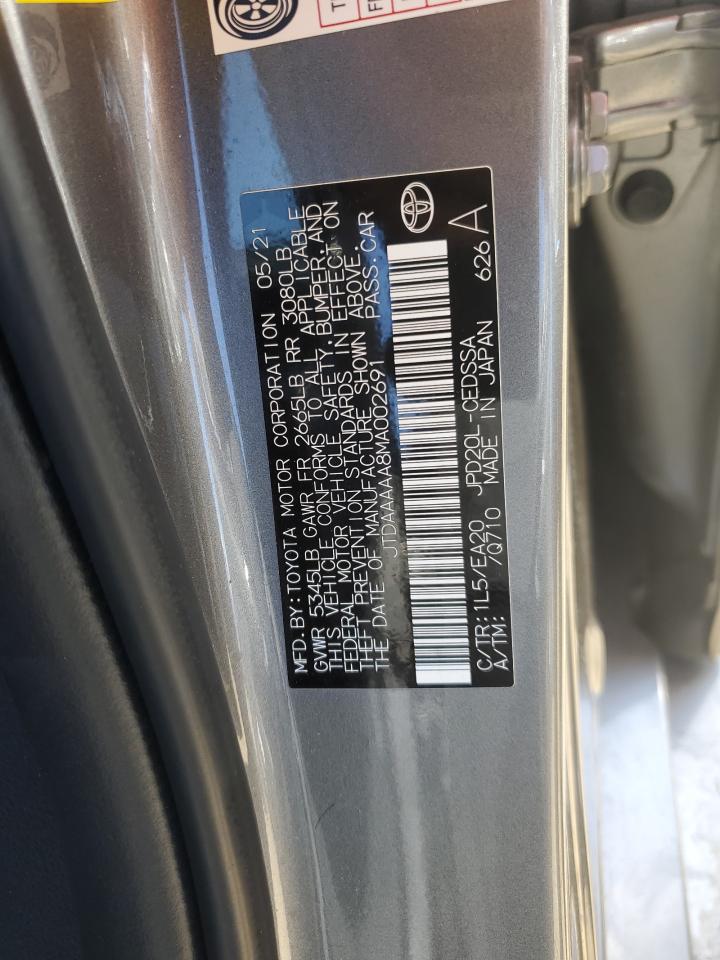 MFD.BY:TOYOTA MOTOR CORPORATION 05/21
GVWR 5345LB GAWR FR 2665LB RR 3080LB
THIS VEHICLE CONFORMS TO ALL APPLICABLE
FEDERAL MOTOR VEHICLE SAFETY,BUMPER,AND
THEFT PREVENTION STANDARDS IN EFFECT ON
THE DATE OF MANUFACTURE SHOWN ABOVE.
JTDAAAAA8MA002691 PASS.CAR
C/TR:1L5/EA20 JPD20L-CEDSSA 626 A
A/TM: /Q710 MADE IN JAPAN